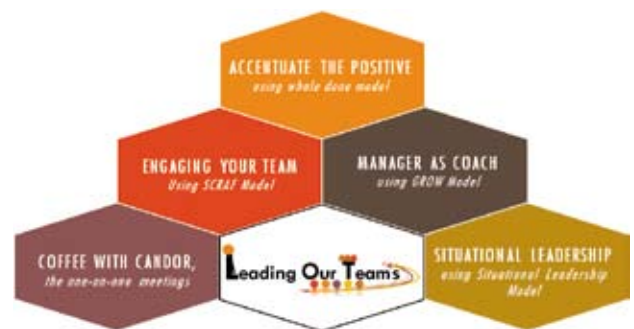 ACCENTUATE THE POSITIVE
using whale done model
ENGAGING YOUR TEAM
Using SCRAF Model
MANAGER AS COACH
using GROW Model
COFFEE WITH CANDOR,
the one-on-one meetings
Leading Our Teams
SITUATIONAL LEADERSHIP
using Situational Leadership
Model